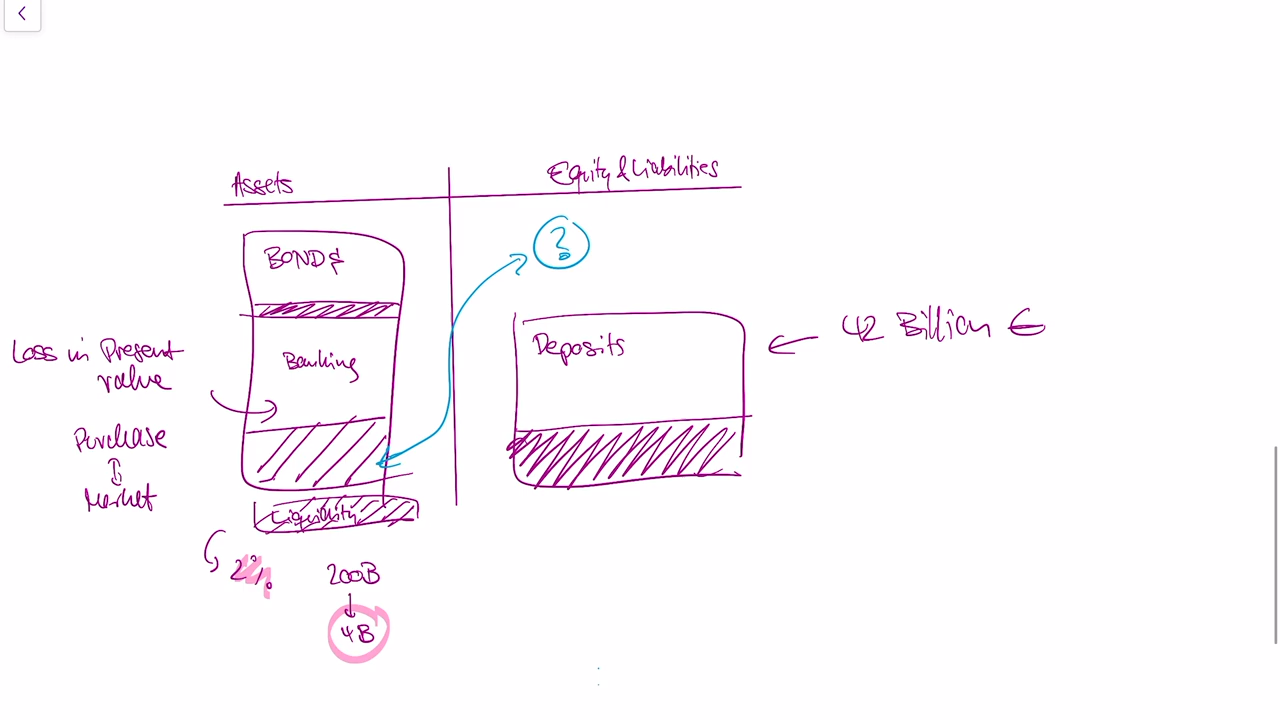 Assets
Equity & Liabilities
BONDS
Banking
Loss in Present
value
Purchase
Market
Liquidity
2%
200B
4B
?
Deposits
42 Billion €